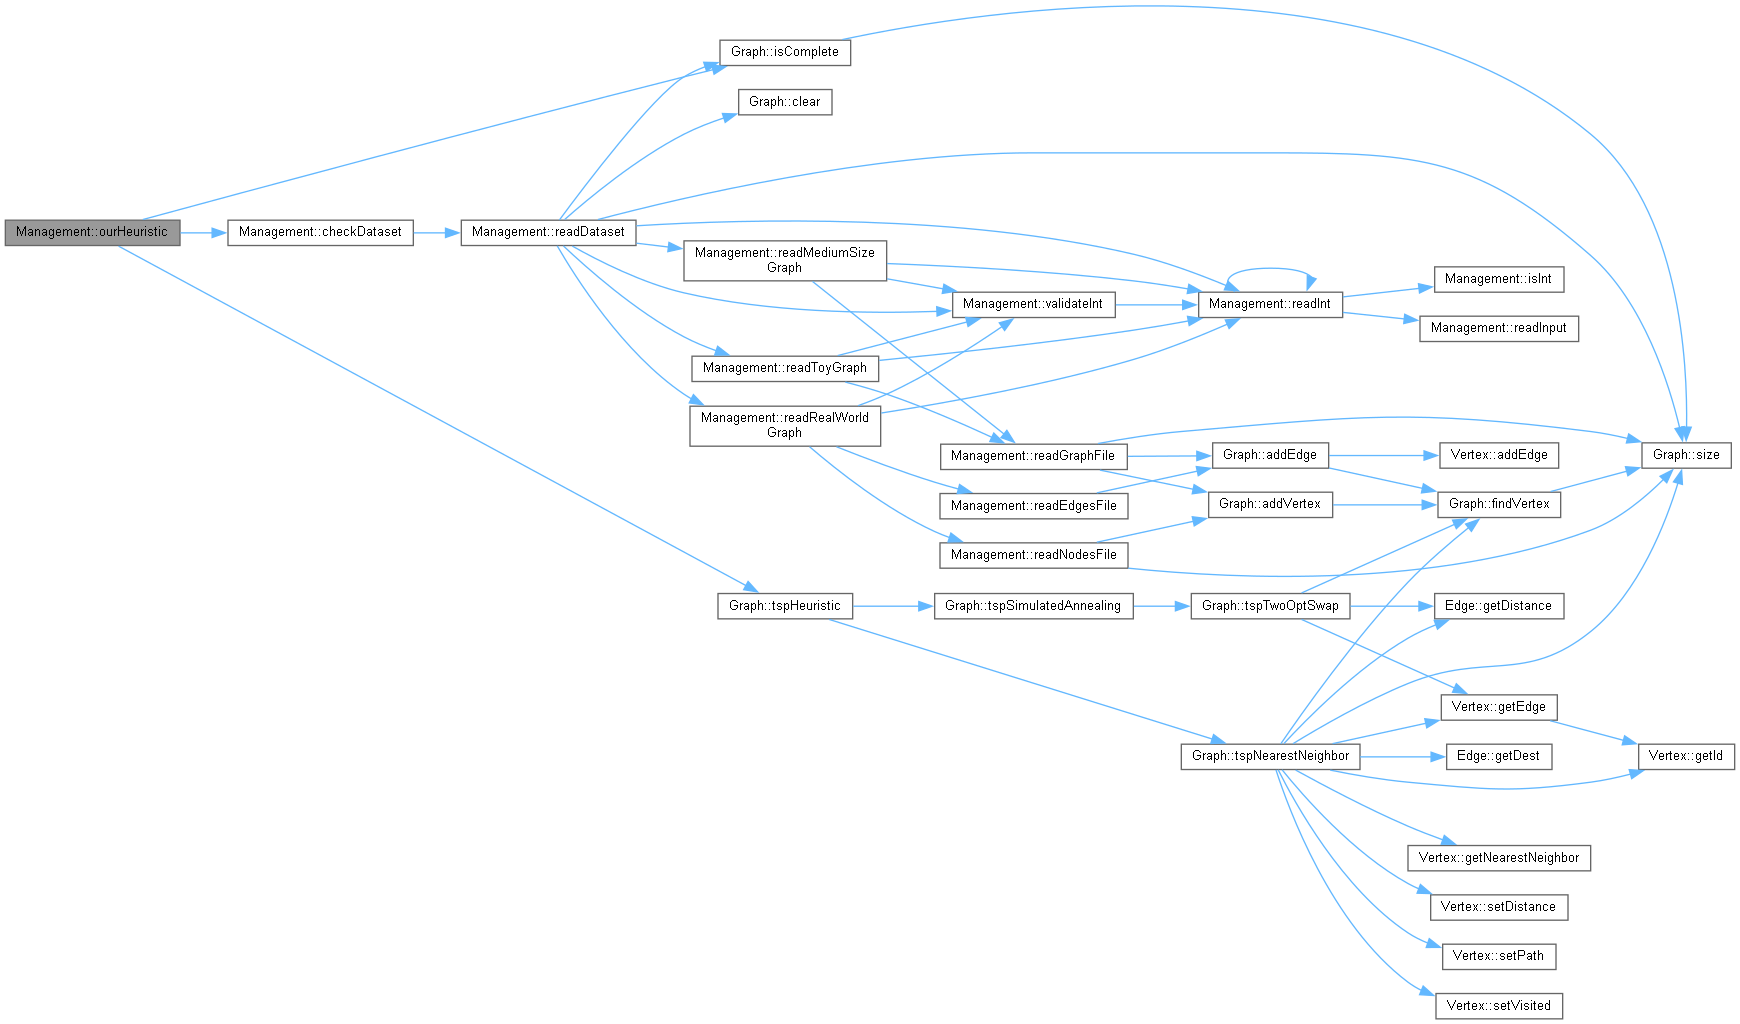 Graph::isComplete
Graph::clear
Management::ourHeuristic
Management::checkDataset
Management::readDataset
Management::readMediumSize
Graph
Management::isInt
Management::validateInt
Management::readInt
Management::readInput
Management::readToyGraph
Management::readRealWorld
Graph
Management::readGraphFile
Graph::addEdge
Vertex::addEdge
Graph::size
Management::readEdgesFile
Graph::addVertex
Graph::findVertex
Management::readNodesFile
Graph::tspHeuristic
Graph::tspSimulatedAnnealing
Graph::tspTwoOptSwap
Edge::getDistance
Vertex::getEdge
Graph::tspNearestNeighbor
Edge::getDest
Vertex::getId
Vertex::getNearestNeighbor
Vertex::setDistance
Vertex::setPath
Vertex::setVisited